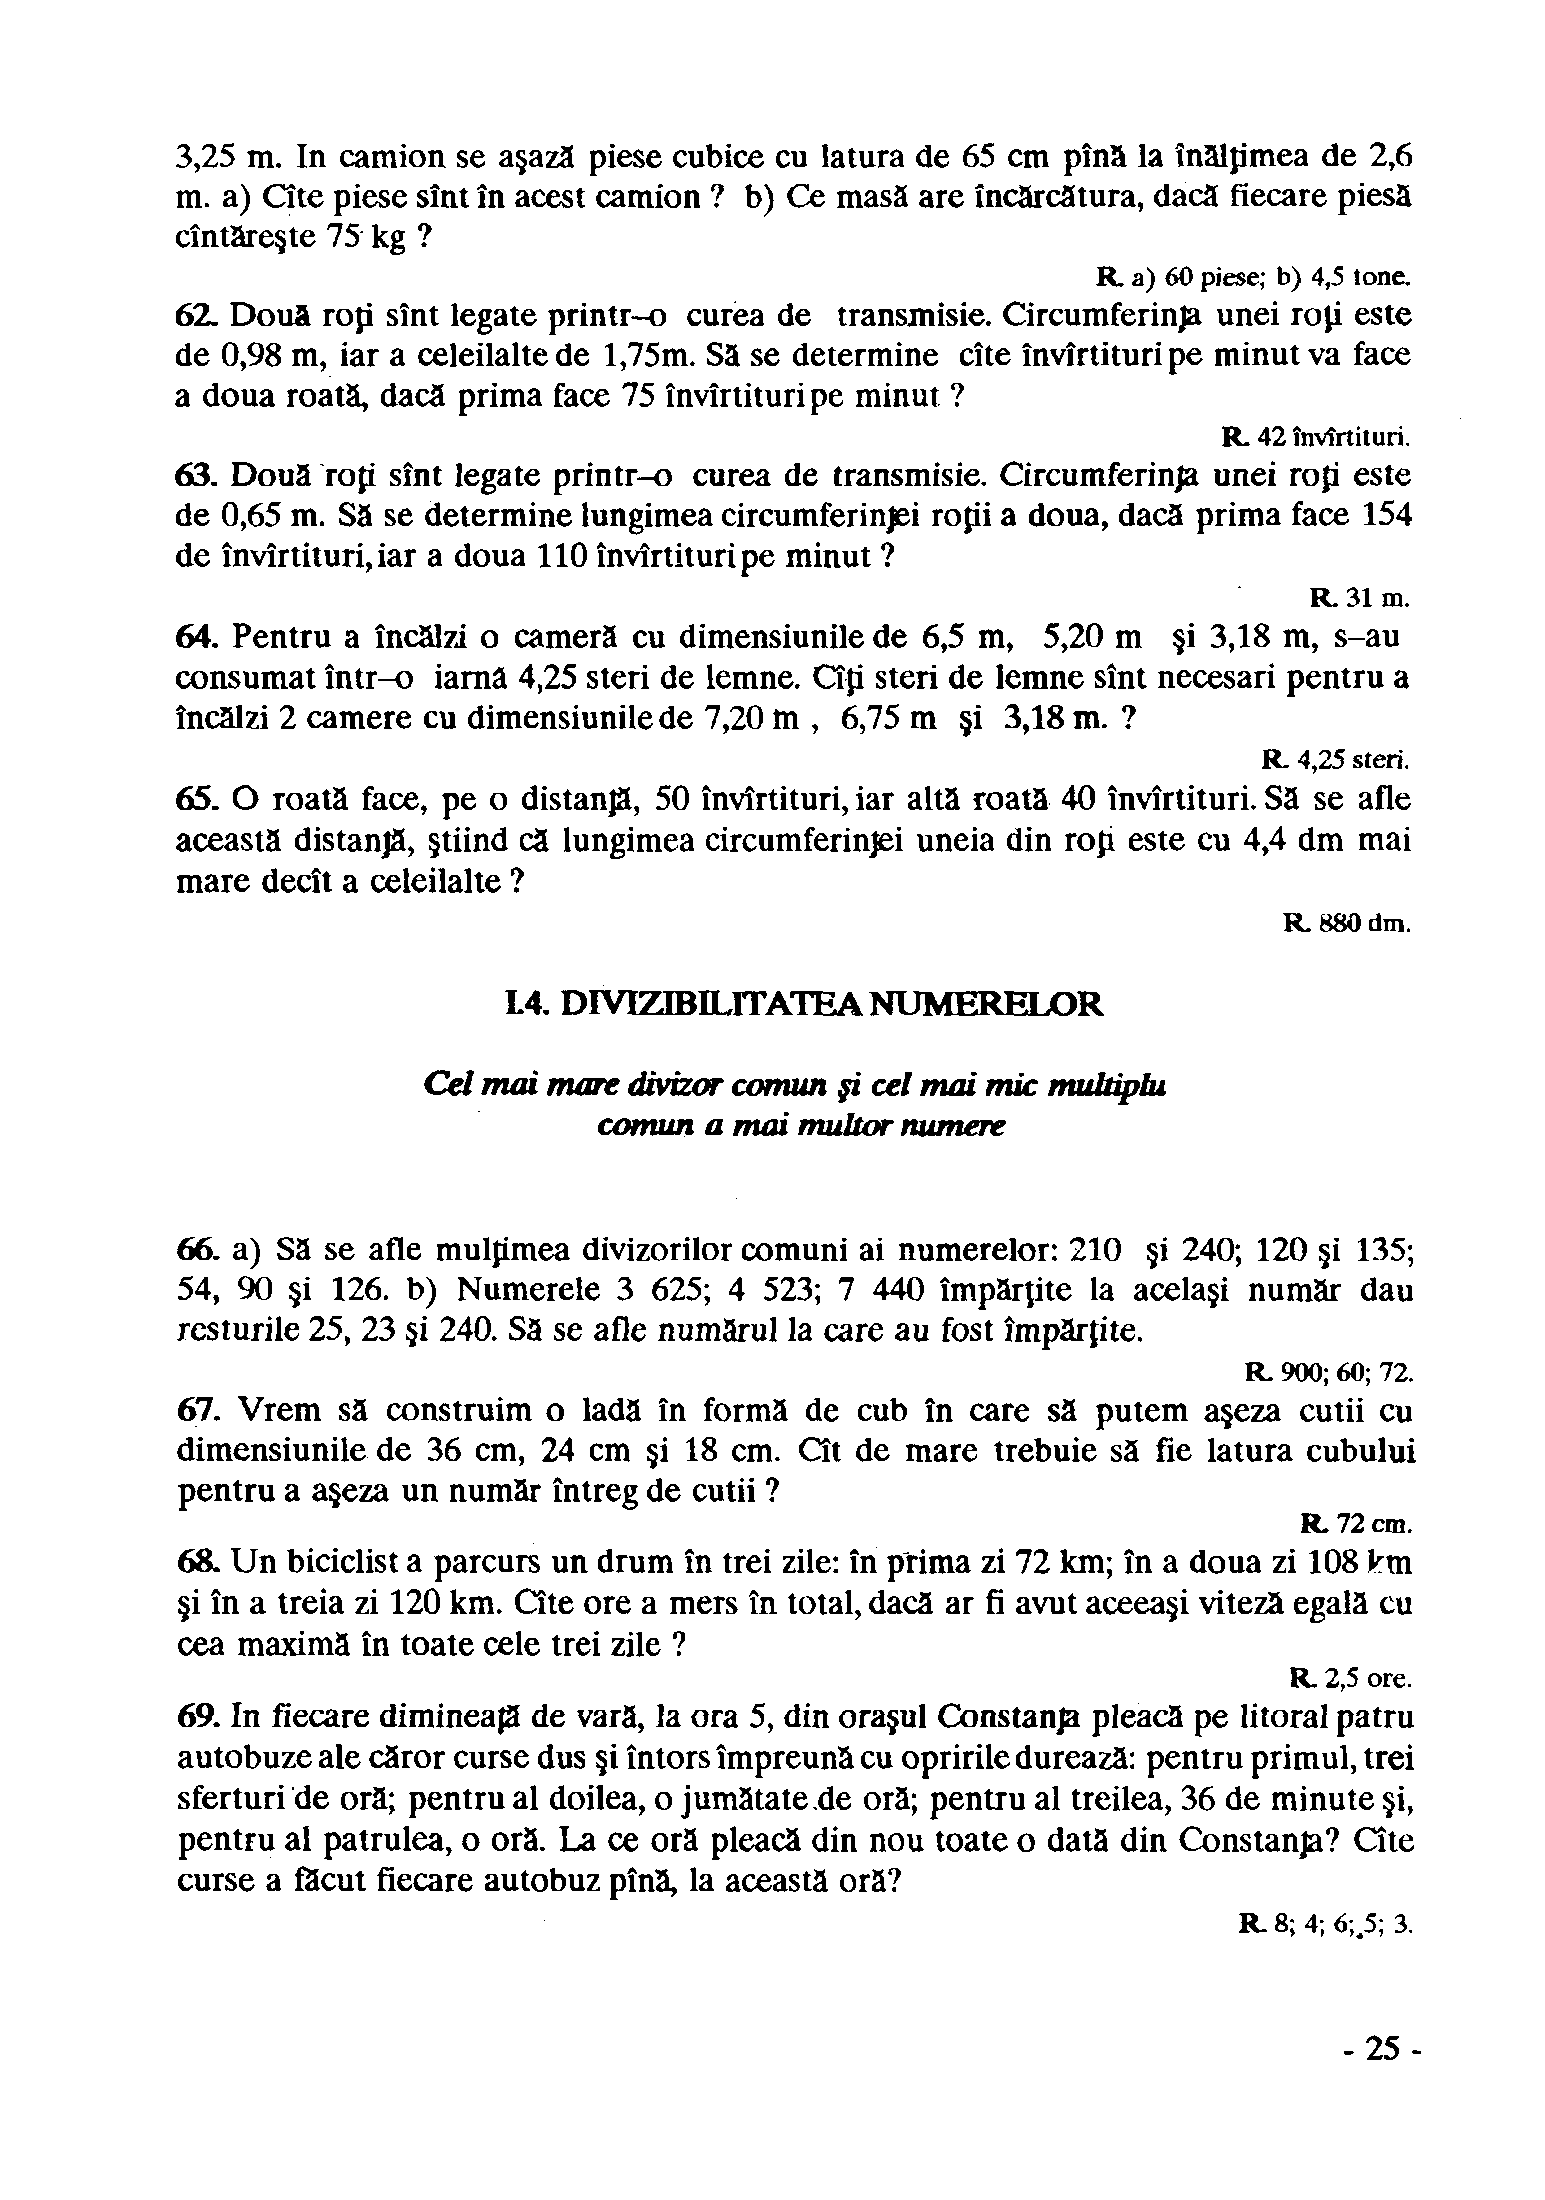 3,25 m. In camion se aşază piese cubice cu latura de 65 cm pînă la înălţimea de 2,6
m. a) Cîte piese sînt în acest camion ? b) Ce masă are încărcătura, dacă fiecare piesă
cîntăreşte 75 kg ?
R. a) 60 piese; b) 4,5 tone.
62. Două roţi sînt legate printr–o curea de transmisie. Circumferinţa unei roţi este
de 0,98 m, iar a celeilalte de 1,75m. Să se determine cîte învîrtituri pe minut va face
a doua roată, dacă prima face 75 învîrtituri pe minut ?
R. 42 învîrtituri.
63. Două roţi sînt legate printr–o curea de transmisie. Circumferinţa unei roţi este
de 0,65 m. Să se determine lungimea circumferinţei roţii a doua, dacă prima face 154
de învîrtituri, iar a doua 110 învîrtituri pe minut ?
R. 31 m.
64. Pentru a încălzi o cameră cu dimensiunile de 6,5 m, 5,20 m şi 3,18 m, s–au
consumat într–o iarnă 4,25 steri de lemne. Cîţi steri de lemne sînt necesari pentru a
încălzi 2 camere cu dimensiunile de 7,20 m , 6,75 m şi 3,18 m. ?
R. 4,25 steri.
65. O roată face, pe o distanţă, 50 învîrtituri, iar altă roată 40 învîrtituri. Să se afle
această distanţă, ştiind că lungimea circumferinţei uneia din roţi este cu 4,4 dm mai
mare decît a celeilalte ?
R. 880 dm.
I.4. DIVIZIBILITATEA NUMERELOR
Cel mai mare divizor comun şi cel mai mic multiplu
comun a mai multor numere
66. a) Să se afle mulţimea divizorilor comuni ai numerelor: 210 şi 240; 120 şi 135;
54, 90 şi 126. b) Numerele 3 625; 4 523; 7 440 împărţite la acelaşi număr dau
resturile 25, 23 şi 240. Să se afle numărul la care au fost împărţite.
R. 900; 60; 72.
67. Vrem să construim o ladă în formă de cub în care să putem aşeza cutii cu
dimensiunile de 36 cm, 24 cm şi 18 cm. Cît de mare trebuie să fie latura cubului
pentru a aşeza un număr întreg de cutii ?
R. 72 cm.
68. Un biciclist a parcurs un drum în trei zile: în prima zi 72 km; în a doua zi 108 km
şi în a treia zi 120 km. Cîte ore a mers în total, dacă ar fi avut aceeaşi viteză egală cu
cea maximă în toate cele trei zile ?
R. 2,5 ore.
69. In fiecare dimineaţă de vară, la ora 5, din oraşul Constanţa pleacă pe litoral patru
autobuze ale căror curse dus şi întors împreună cu opririle durează: pentru primul, trei
sferturi de oră; pentru al doilea, o jumătate de oră; pentru al treilea, 36 de minute şi,
pentru al patrulea, o oră. La ce oră pleacă din nou toate o dată din Constanţa? Cîte
curse a făcut fiecare autobuz pînă, la această oră?
R. 8; 4; 6; 5; 3.
- 25 -